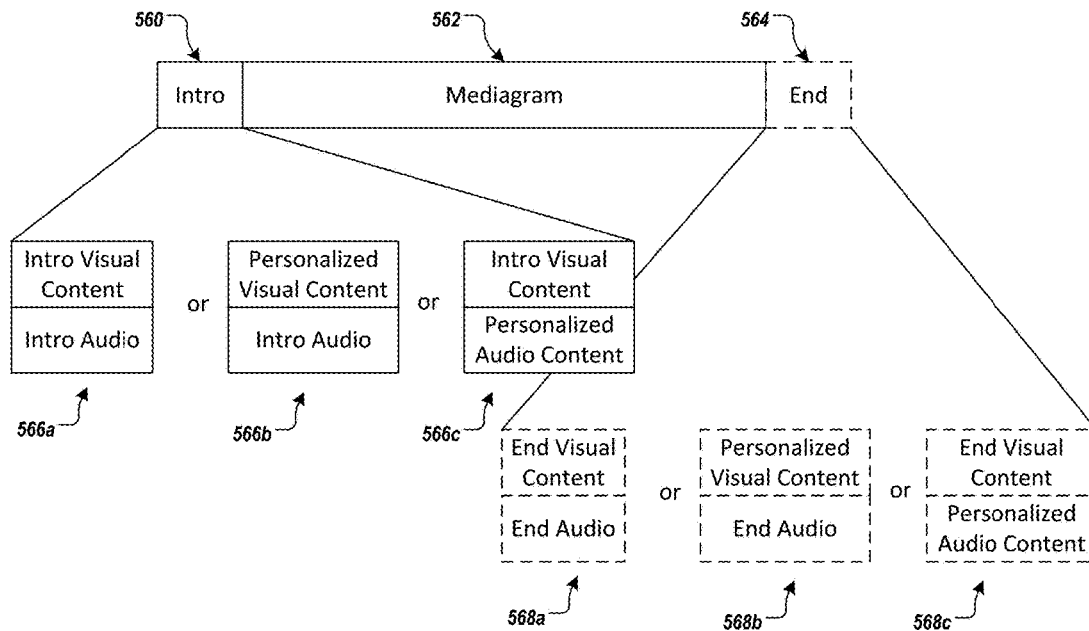 560
562
564
Intro
Mediagram
End
Intro Visual
Content
Intro Audio
or
Personalized
Visual Content
Intro Audio
or
Intro Visual
Content
Personalized
Audio Content
566a
566b
566c
End Visual
Content
End Audio
or
Personalized
Visual Content
End Audio
or
End Visual
Content
Personalized
Audio Content
568a
568b
568c